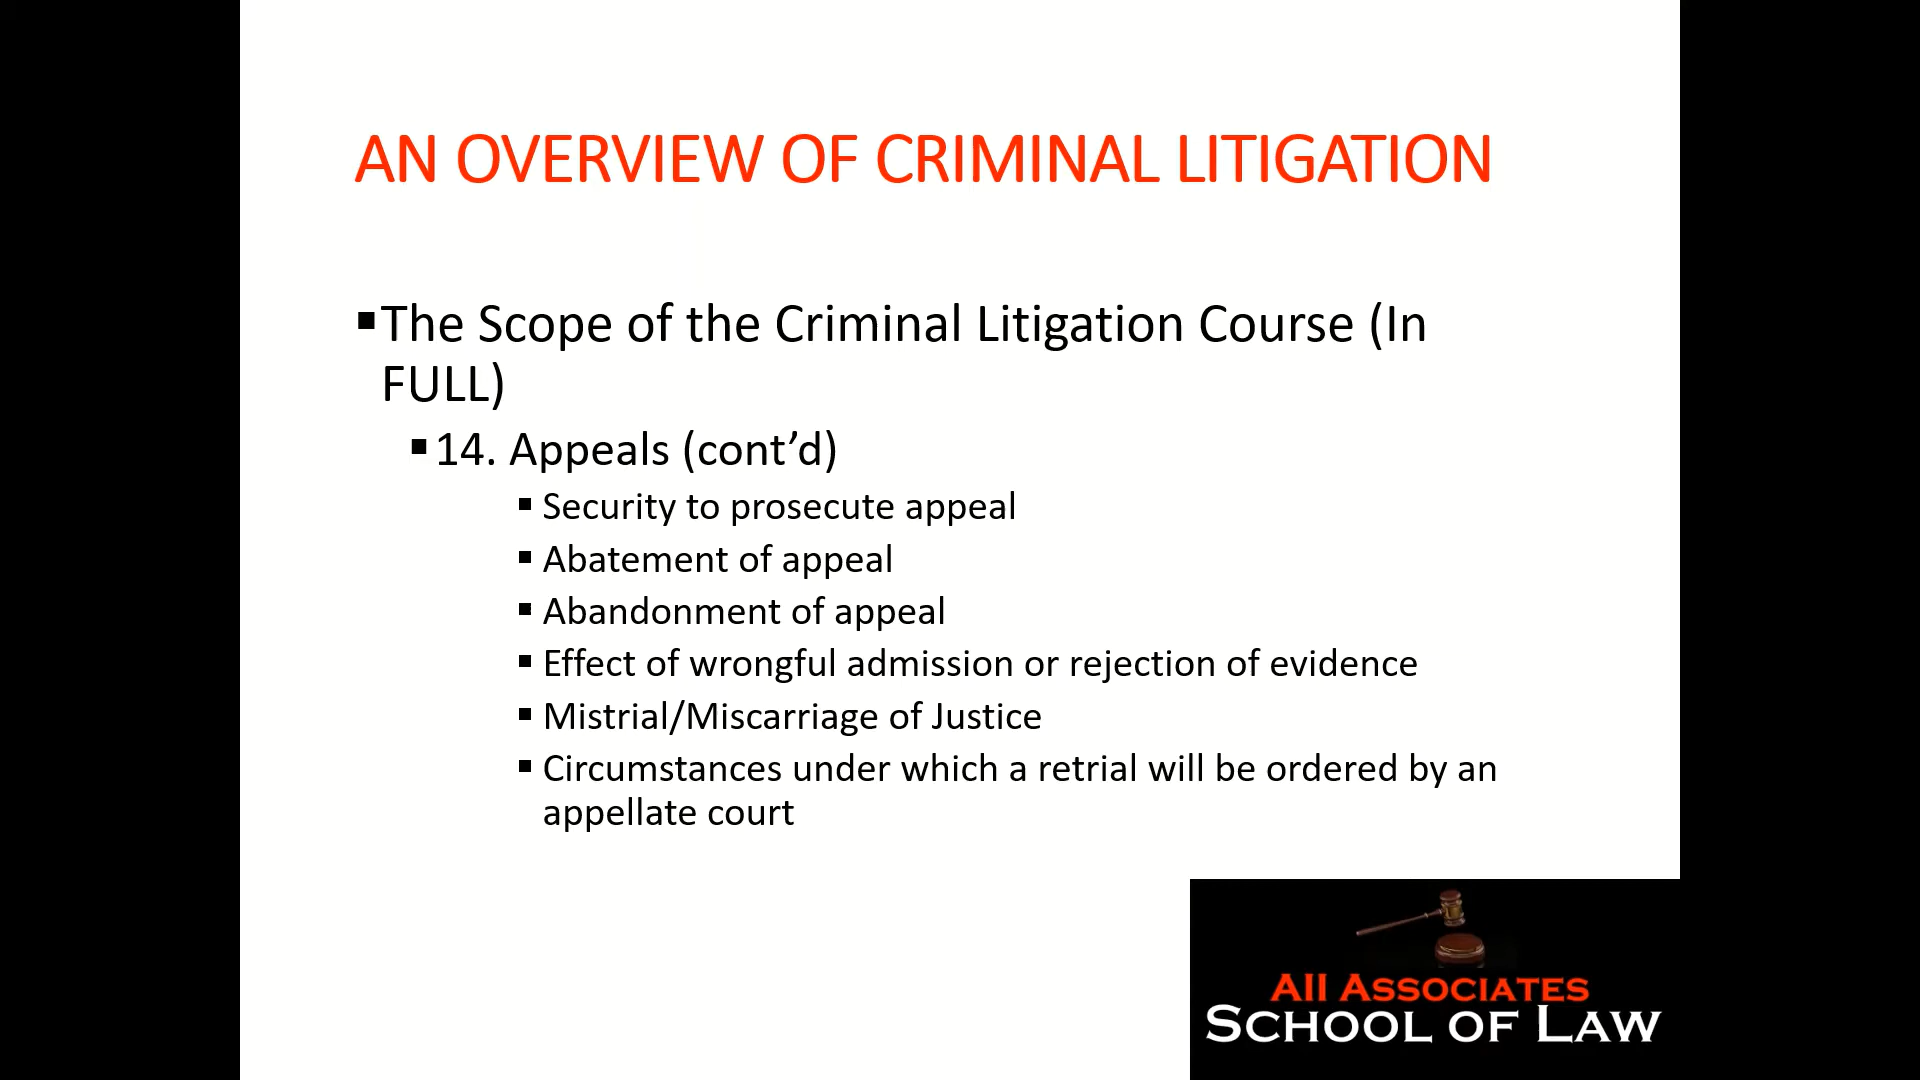 AN OVERVIEW OF CRIMINAL LITIGATION
▪The Scope of the Criminal Litigation Course (In
FULL)
▪14. Appeals (cont’d)
▪Security to prosecute appeal
▪Abatement of appeal
▪Abandonment of appeal
▪Effect of wrongful admission or rejection of evidence
▪Mistrial/Miscarriage of Justice
▪Circumstances under which a retrial will be ordered by an
appellate court
AII ASSOCIATES
SCHOOL OF LAW